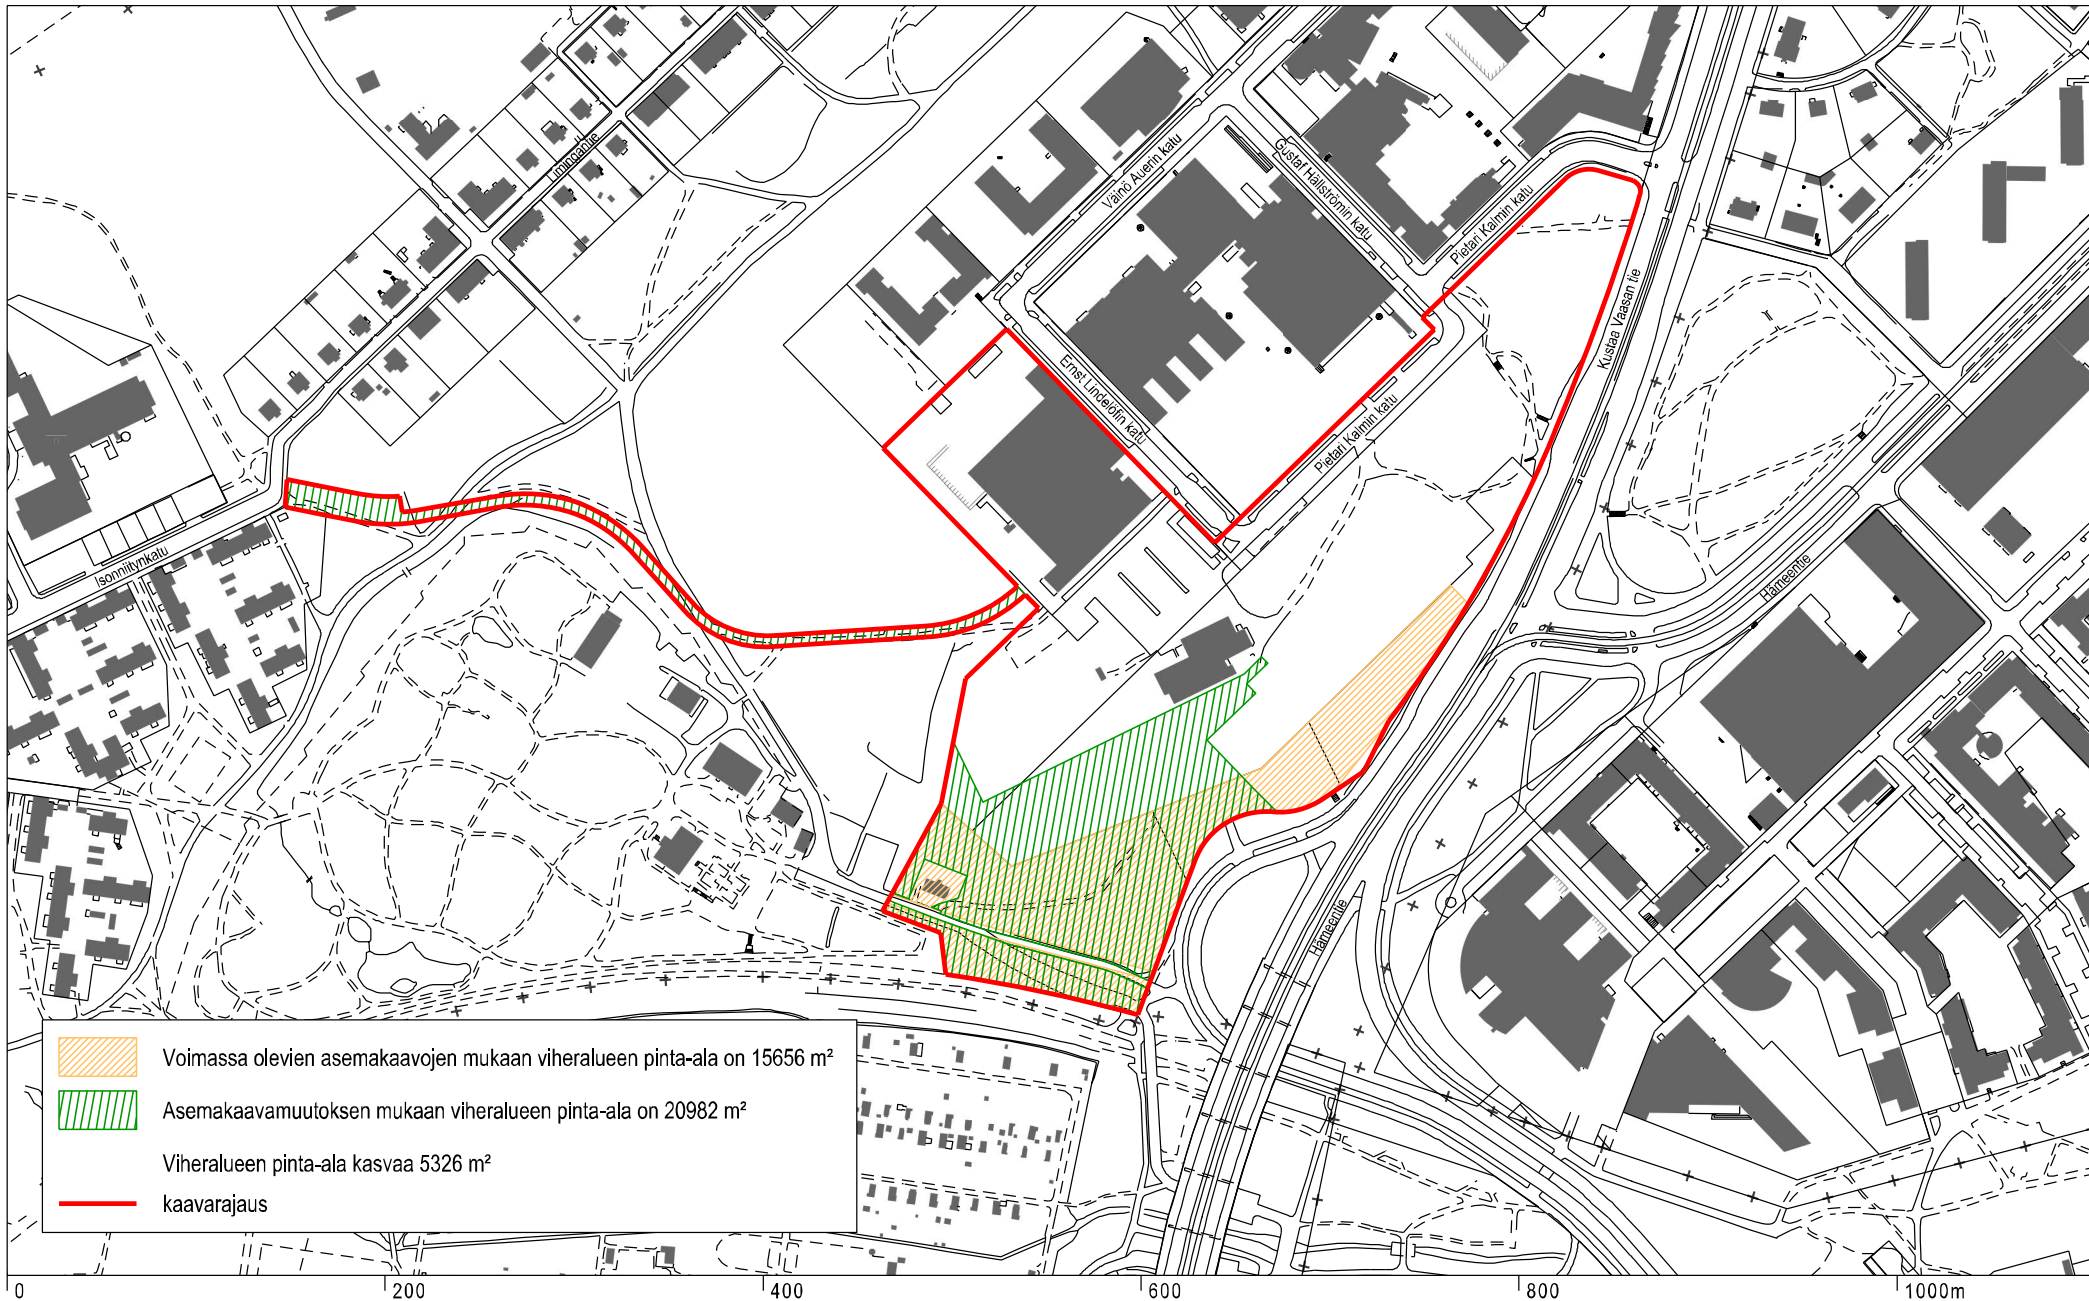 Imingantie
Väinö Auerin katu
Gustaf Hällströmin katu
Pietari Kalmin katu
Kustaa Vaasan tie
Ernst Lindelöfin katu
Pietari Kalmin katu
Isonniitynkatu
Hämeentie
Hämeentie
Voimassa olevien asemakaavojen mukaan viheralueen pinta-ala on 15656 m²
Asemakaavamuutoksen mukaan viheralueen pinta-ala on 20982 m²
Viheralueen pinta-ala kasvaa 5326 m²
kaavarajaus
0 200 400 600 800 1000m